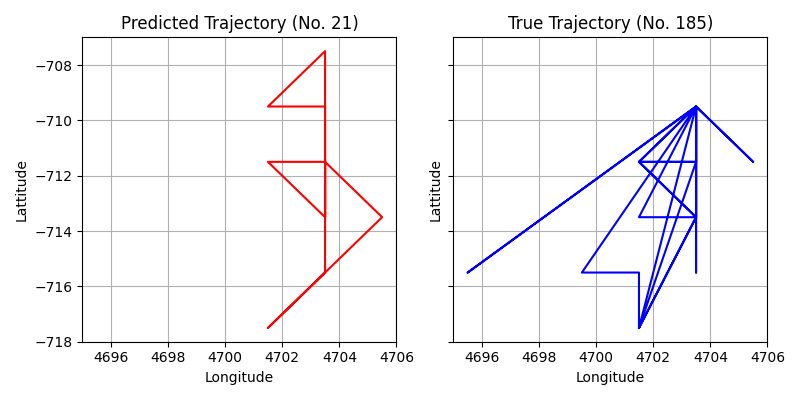 Predicted Trajectory (No. 21)
True Trajectory (No. 185)
−708
−710
−712
−714
−716
−718
Lattitude
Lattitude
4696 4698 4700 4702 4704 4706
4696 4698 4700 4702 4704 4706
Longitude
Longitude